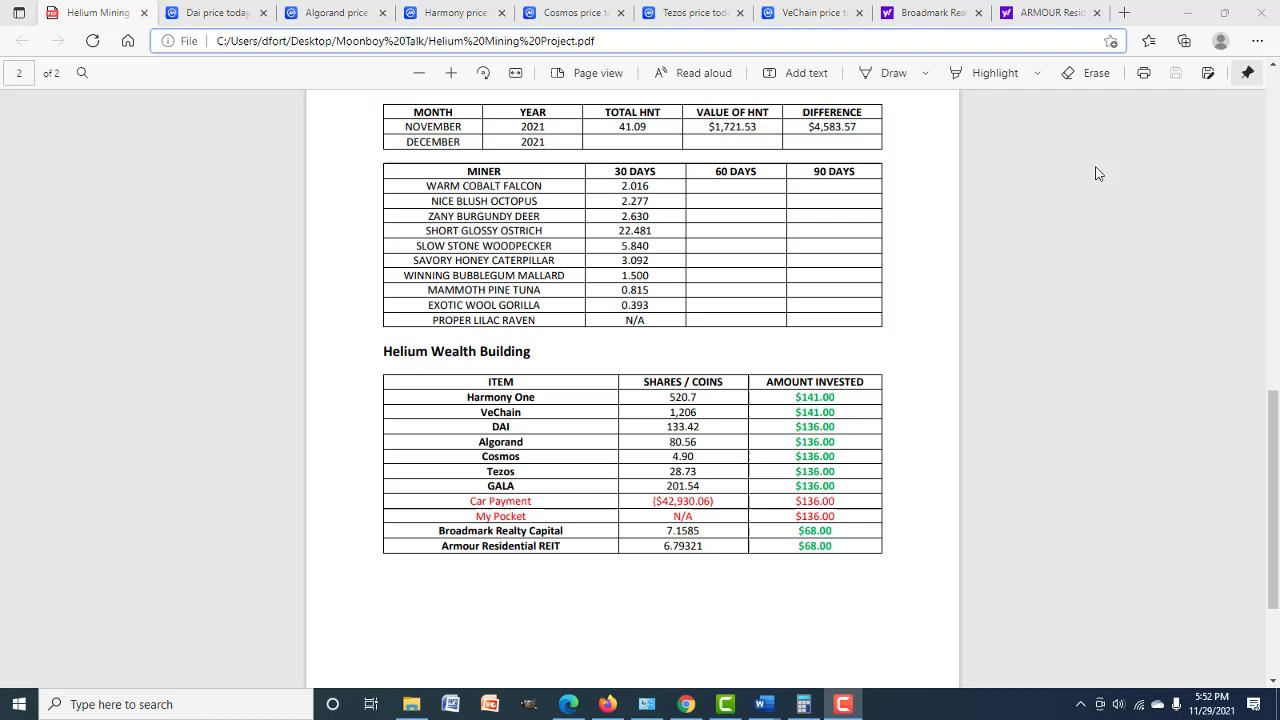 Helium Mining
Dai price today,
Algorand price
Harmony price
Cosmos price to
Tezos price toda
VeChain price to
Broadmark Rea
ARMOUR Resid
File C:/Users/dfort/Desktop/Moonboy%20Talk/Helium%20Mining%20Project.pdf
2 of 2 Page view Read aloud Add text Draw Highlight Erase
MONTH YEAR TOTAL HNT VALUE OF HNT DIFFERENCE
NOVEMBER 2021 41.09 $1,721.53 $4,583.57
DECEMBER 2021
MINER 30 DAYS 60 DAYS 90 DAYS
WARM COBALT FALCON 2.016
NICE BLUSH OCTOPUS 2.277
ZANY BURGUNDY DEER 2.630
SHORT GLOSSY OSTRICH 22.481
SLOW STONE WOODPECKER 5.840
SAVORY HONEY CATERPILLAR 3.092
WINNING BUBBLEGUM MALLARD 1.500
MAMMOTH PINE TUNA 0.815
EXOTIC WOOL GORILLA 0.393
PROPER LILAC RAVEN N/A
Helium Wealth Building
ITEM SHARES / COINS AMOUNT INVESTED
Harmony One 520.7 $141.00
VeChain 1,206 $141.00
DAI 133.42 $136.00
Algorand 80.56 $136.00
Cosmos 4.90 $136.00
Tezos 28.73 $136.00
GALA 201.54 $136.00
Car Payment ($42,930.06) $136.00
My Pocket N/A $136.00
Broadmark Realty Capital 7.1585 $68.00
Armour Residential REIT 6.79321 $68.00
Type here to search
5:52 PM
11/29/2021